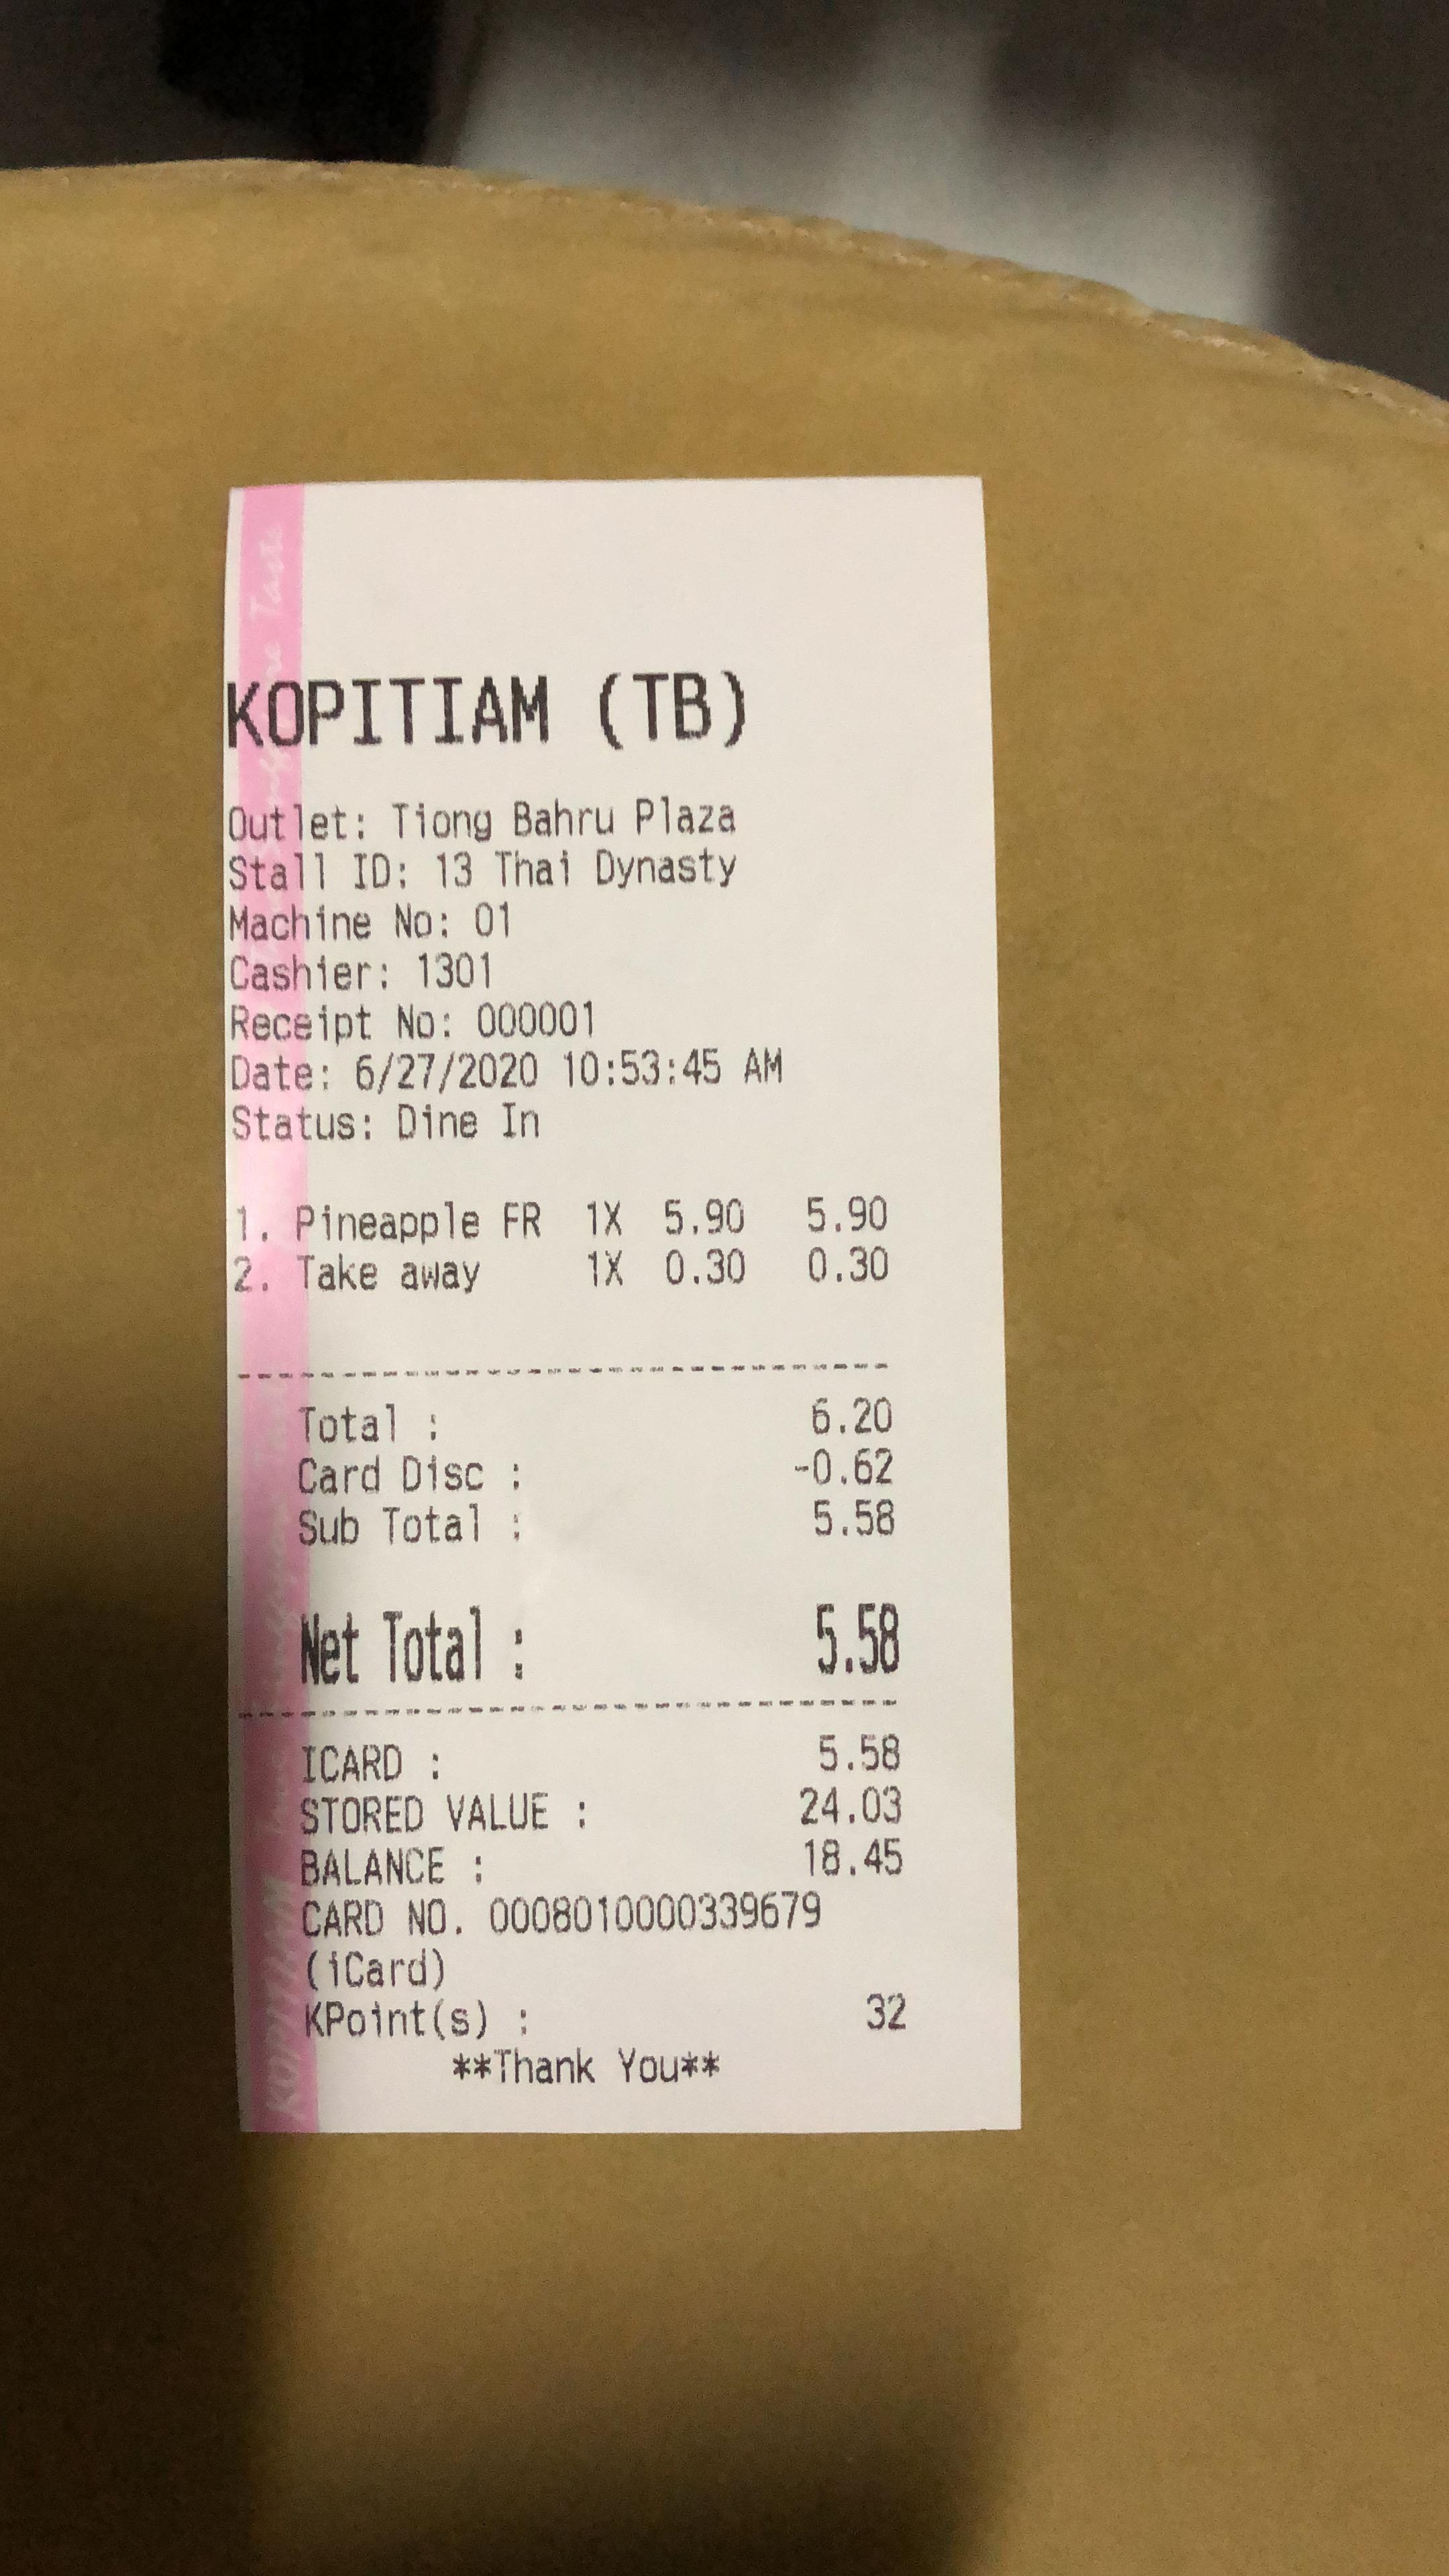 KOPITIAM (TB)
Outlet: Tiong Bahru Plaza
Stall ID: 13 Thai Dynasty
Machine No: 01
Cashier: 1301
Receipt No: 000001
Date: 6/27/2020 10:53:45 AM
Status: Dine In
1. Pineapple FR 1X 5.90 5.90
2. Take away 1X 0.30 0.30
Total : 6.20
Card Disc : -0.62
Sub Total : 5.58
Net Total : 5.58
ICARD : 5.58
STORED VALUE : 24.03
BALANCE : 18.45
CARD NO. 0008010000339679
(iCard)
KPoint(s) : 32
**Thank You**
KOPITIAM